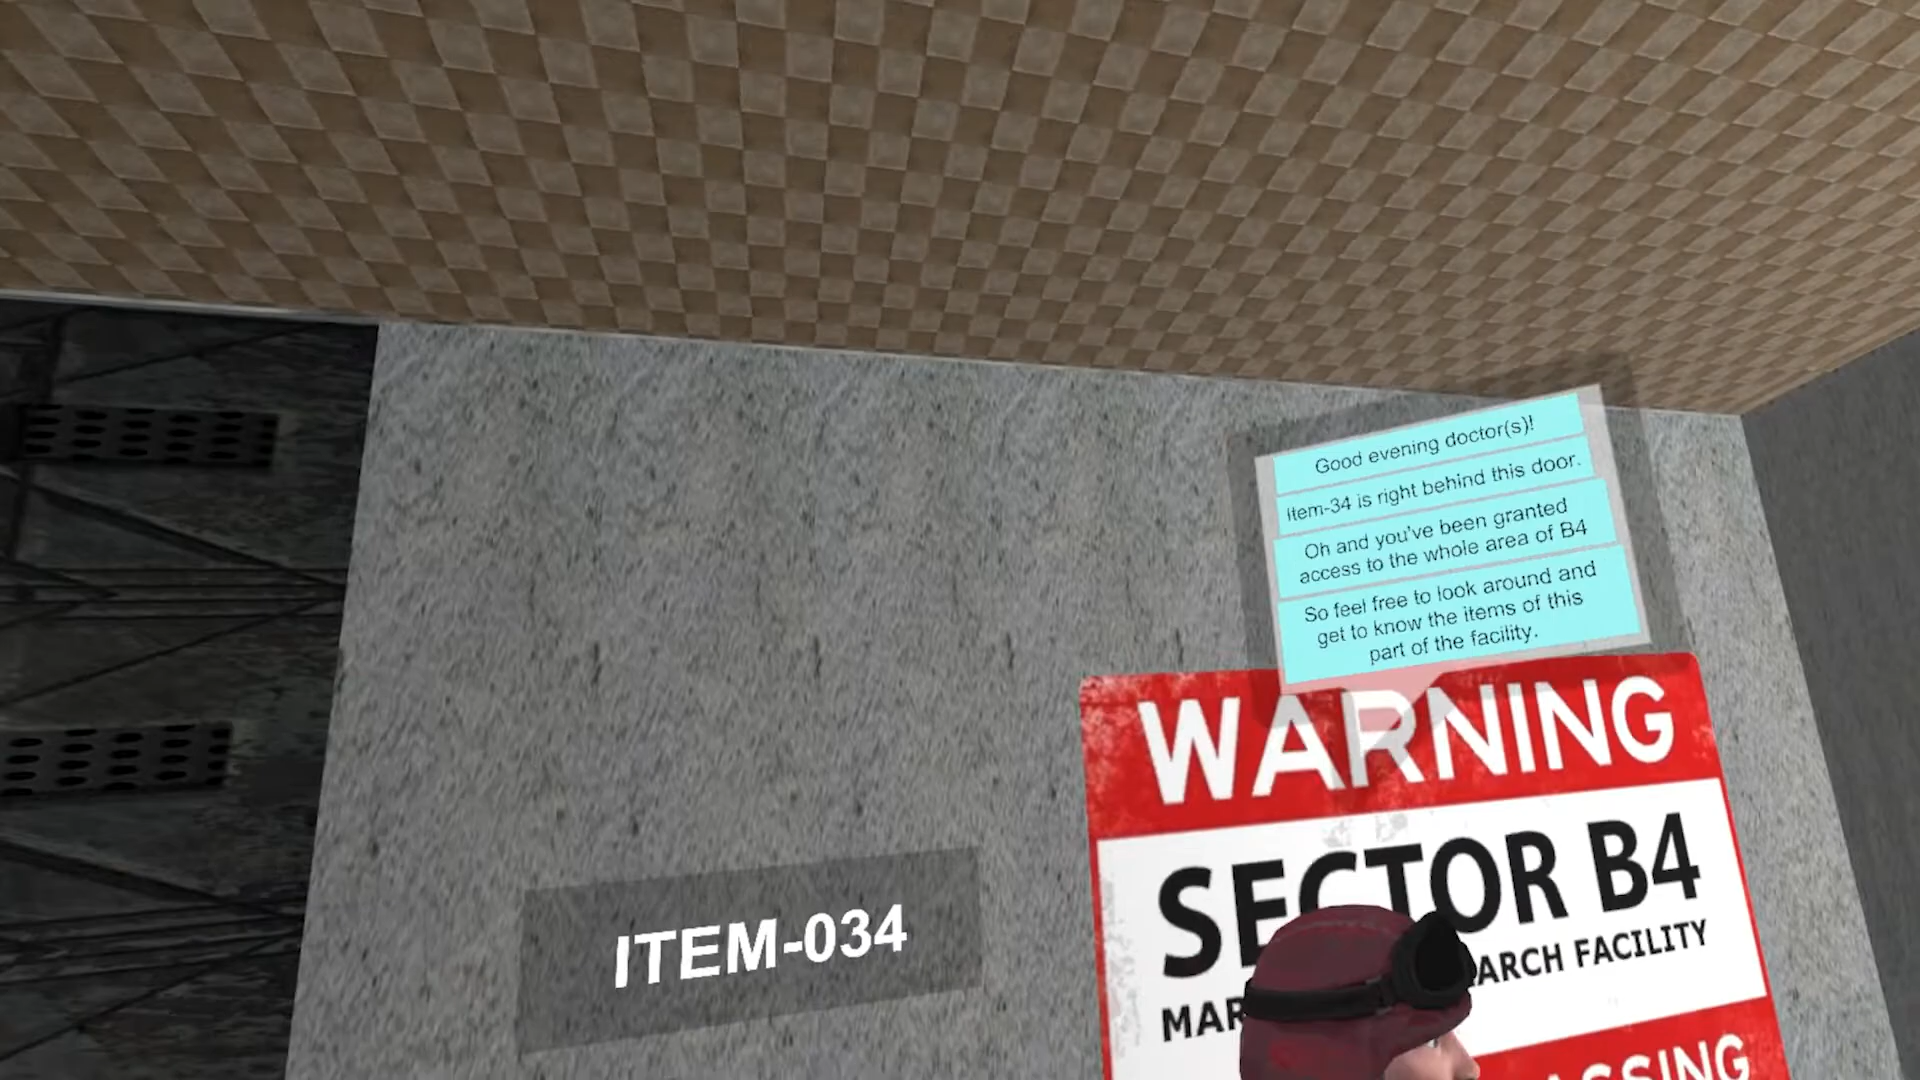 Good evening doctor(s)!
Item-34 is right behind this door.
Oh and you've been granted
access to the whole area of B4
So feel free to look around and
get to know the items of this
part of the facility.
WARNING
SECTOR B4
FACILITY
ITEM-034